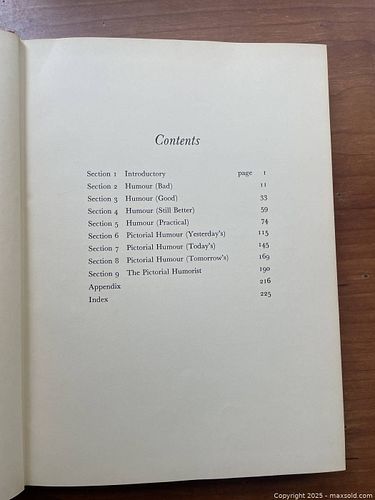 Contents
Section 1 Introductory page 1
Section 2 Humour (Bad) 11
Section 3 Humour (Good) 33
Section 4 Humour (Still Better) 59
Section 5 Humour (Practical) 74
Section 6 Pictorial Humour (Yesterday's) 115
Section 7 Pictorial Humour (Today's) 145
Section 8 Pictorial Humour (Tomorrow's) 169
Section 9 The Pictorial Humorist 190
Appendix 216
Index 225
Copyright 2025 - maxsold.com